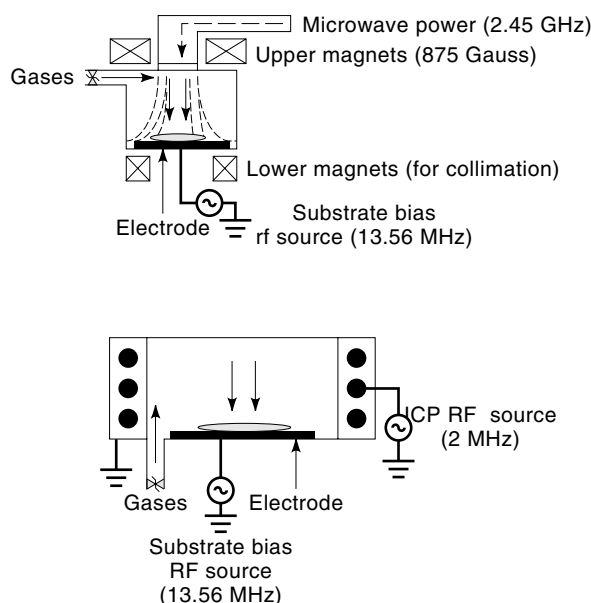 Microwave power (2.45 GHz)
Upper magnets (875 Gauss)
Gases
Lower magnets (for collimation)
Electrode
Substrate bias
rf source (13.56 MHz)
ICP RF source
(2 MHz)
Gases
Electrode
Substrate bias
RF source
(13.56 MHz)